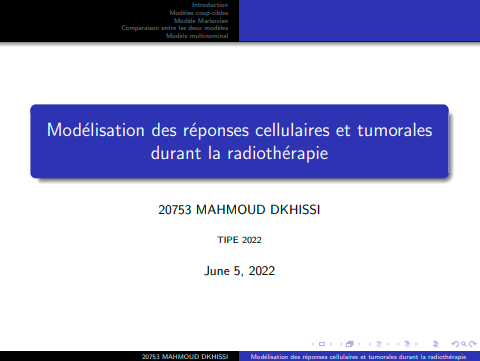 Introduction
Modèles coup-cibles
Modèle Markovien
Comparaison entre les deux modèles
Modèle multinominal
Modélisation des réponses cellulaires et tumorales
durant la radiothérapie
20753 MAHMOUD DKHISSI
TIPE 2022
June 5, 2022
20753 MAHMOUD DKHISSI
Modélisation des réponses cellulaires et tumorales durant la radiothérapie